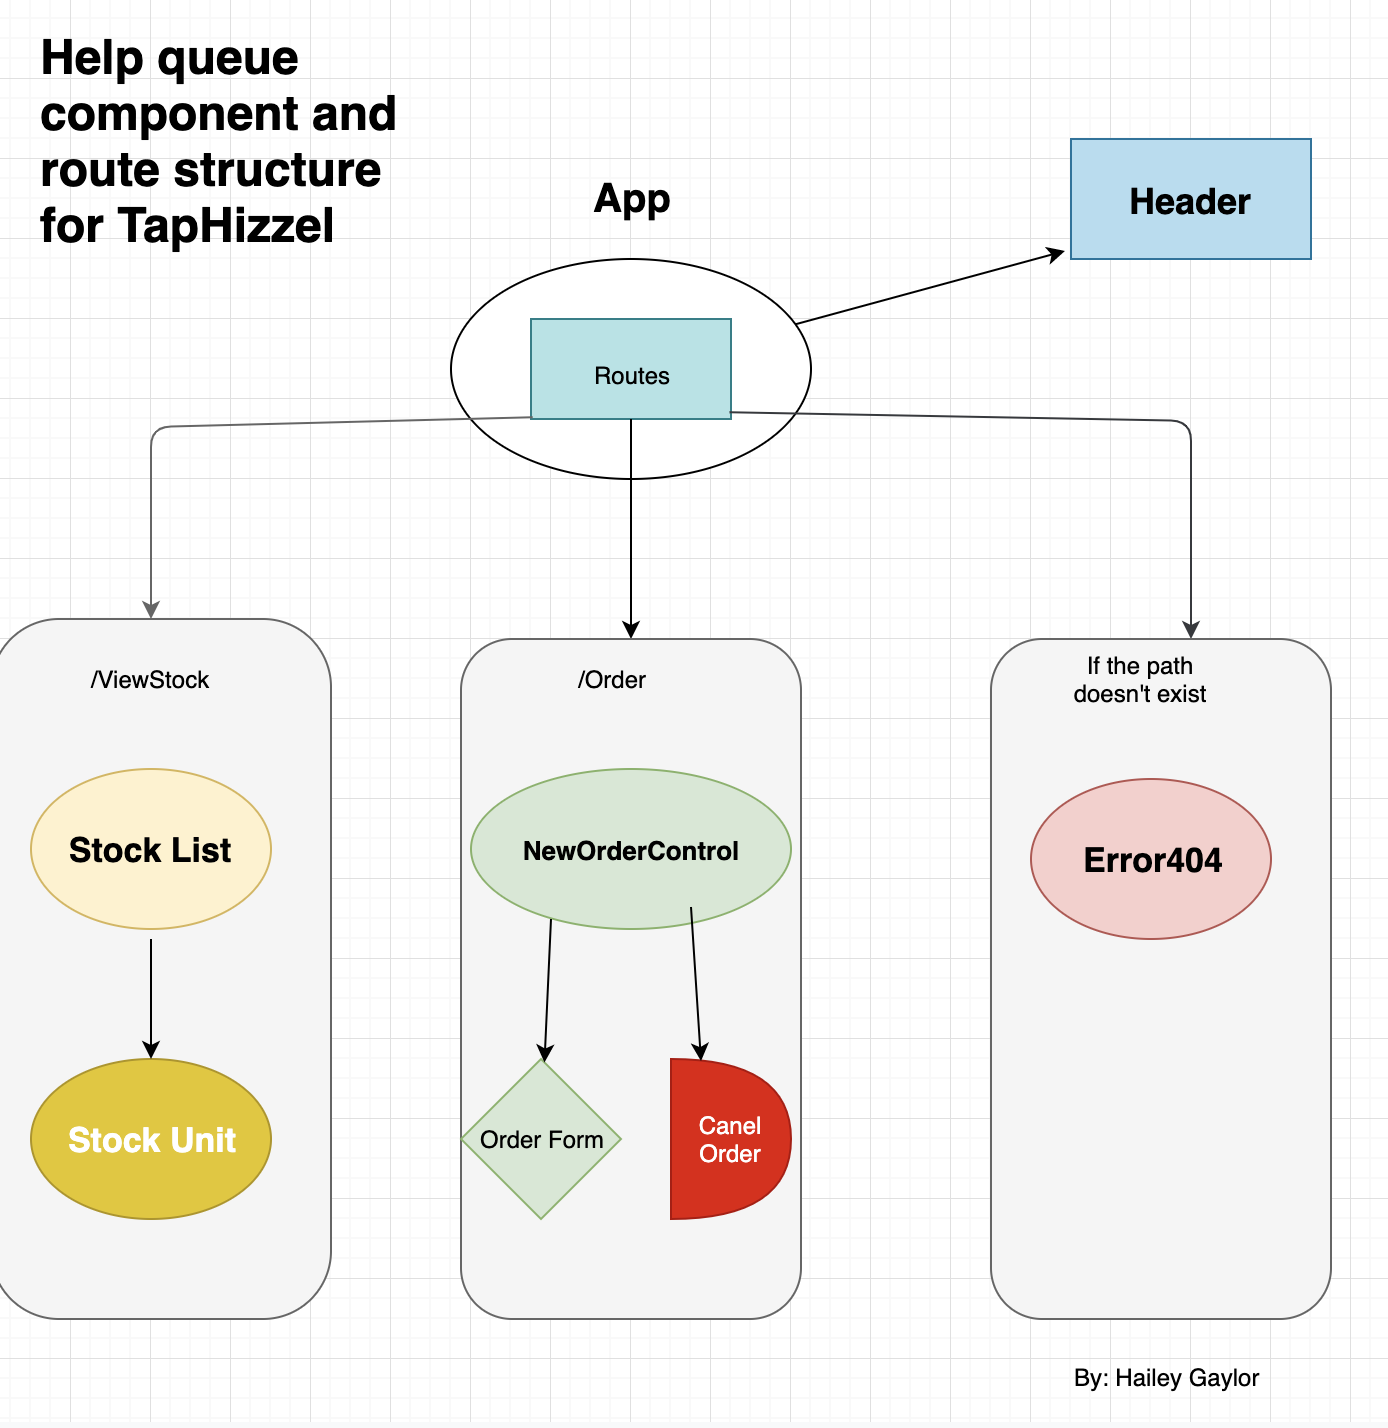 Help queue
component and
route structure
for TapHizzel
App
Header
Routes
/ViewStock
/Order
If the path
doesn't exist
Stock List
NewOrderControl
Error404
Stock Unit
Order Form
Canel
Order
By: Hailey Gaylor